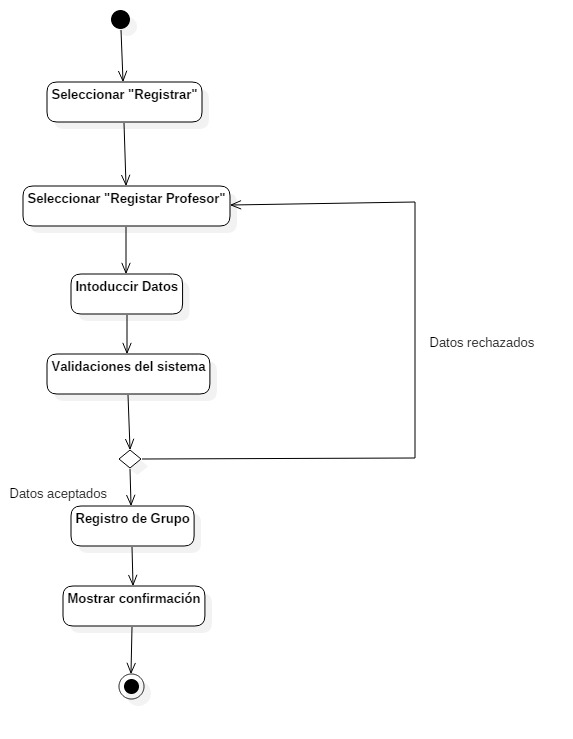 Seleccionar "Registrar"
Seleccionar "Registar Profesor"
Intoduccir Datos
Datos rechazados
Validaciones del sistema
Datos aceptados
Registro de Grupo
Mostrar confirmación